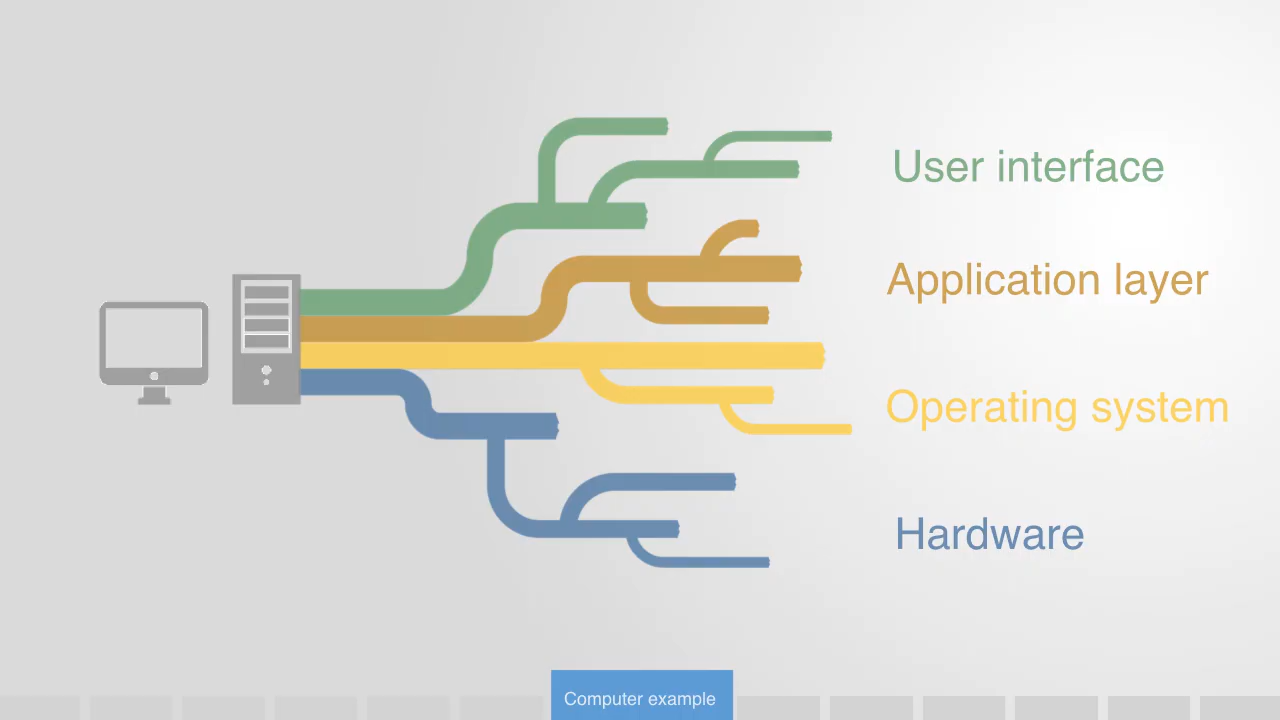 User interface
Application layer
Operating system
Hardware
Computer example